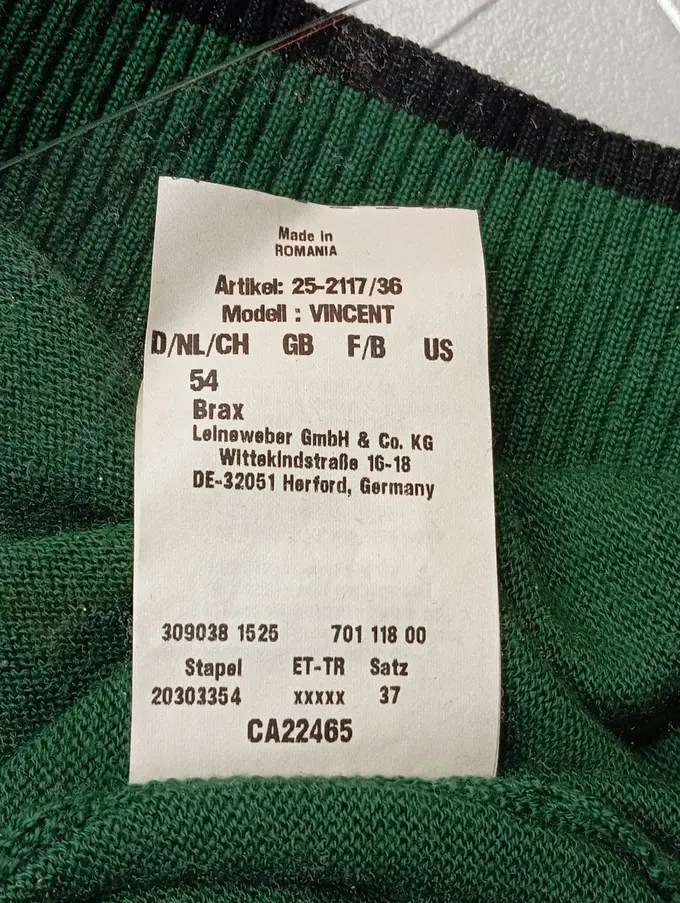 Made in
ROMANIA
Artikel: 25-2117/36
Modell : VINCENT
D/NL/CH GB F/B US
54
Brax
Leineweber GmbH & Co. KG
Wittekindstraße 16-18
DE-32051 Herford, Germany
309038 1525 701 118 00
Stapel ET-TR Satz
20303354 xxxxx 37
CA22465